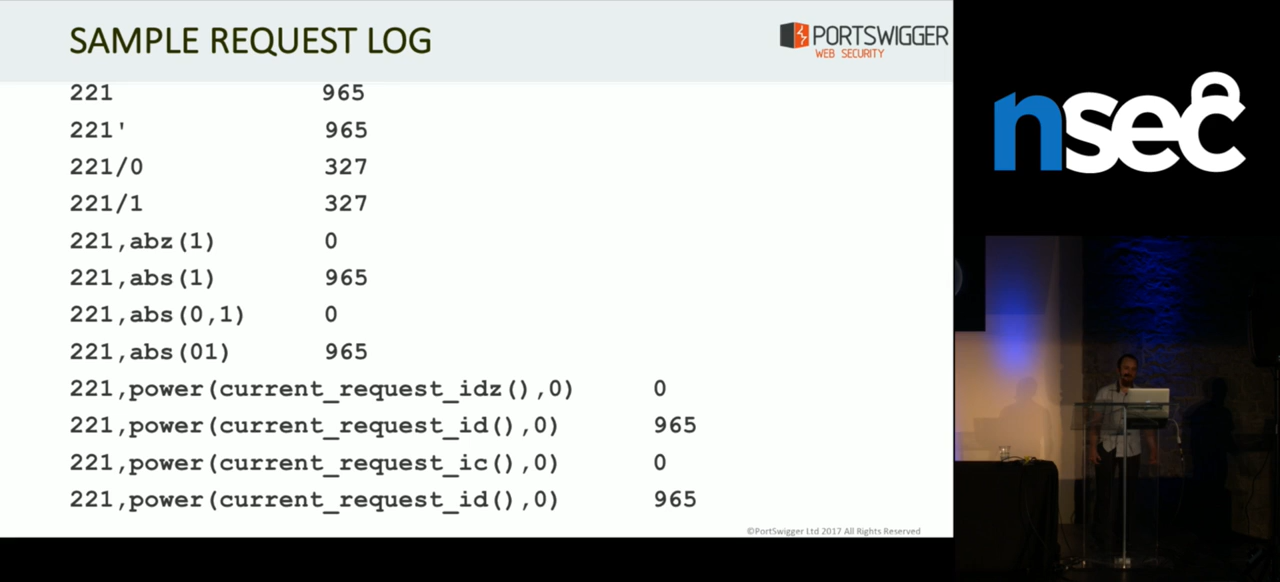 SAMPLE REQUEST LOG
PORTSWIGGER
WEB SECURITY
221 965
221' 965
221/0 327
221/1 327
221,abz(1) 0
221,abs(1) 965
221,abs(0,1) 0
221,abs(01) 965
221,power(current_request_idz(),0) 0
221,power(current_request_id(),0) 965
221,power(current_request_ic(),0) 0
221,power(current_request_id(),0) 965
©PortSwigger Ltd 2017 All Rights Reserved
nsec